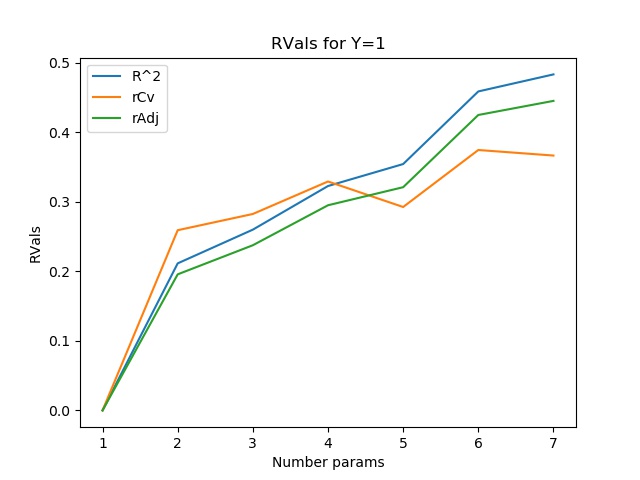 RVals for Y=1
R^2
rCv
rAdj
RVals
0.5
0.4
0.3
0.2
0.1
0.0
1 2 3 4 5 6 7
Number params